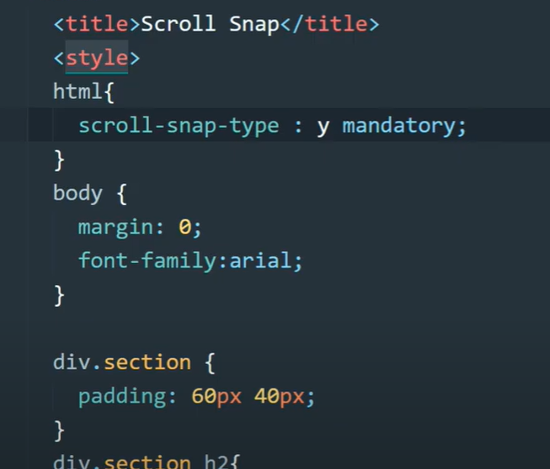 <title>Scroll Snap</title>
<style>
html{
scroll-snap-type : y mandatory;
}
body {
margin: 0;
font-family:arial;
}
div.section {
padding: 60px 40px;
}
div.section h2{